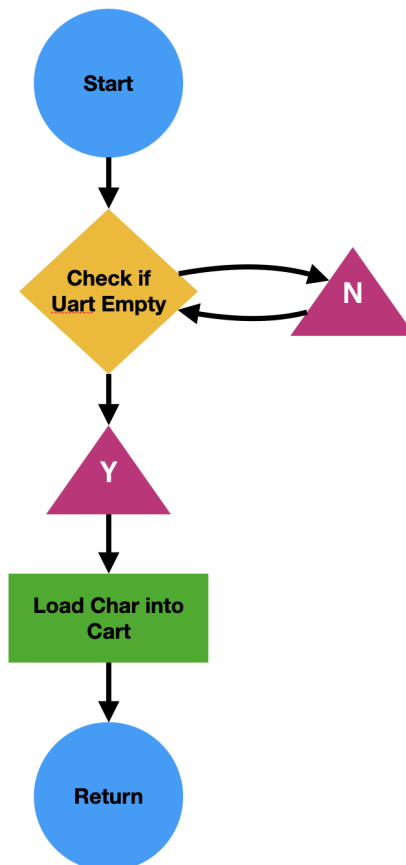 Start
Check if
Uart Empty
N
Y
Load Char into
Cart
Return